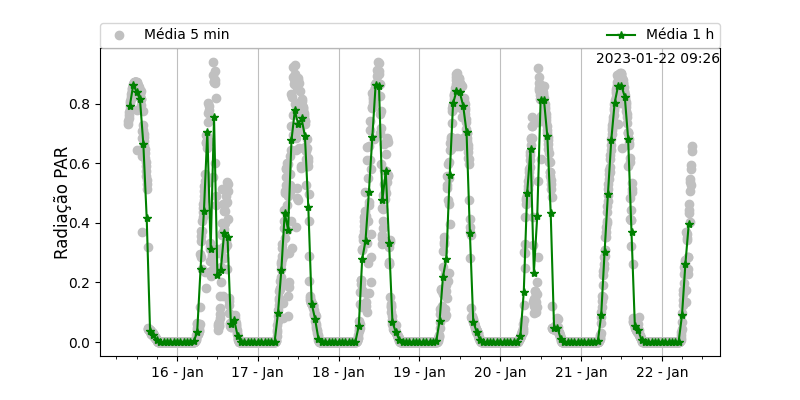 Média 5 min
Média 1 h
2023-01-22 09:26
Radiação PAR
0.8
0.6
0.4
0.2
0.0
16 - Jan
17 - Jan
18 - Jan
19 - Jan
20 - Jan
21 - Jan
22 - Jan